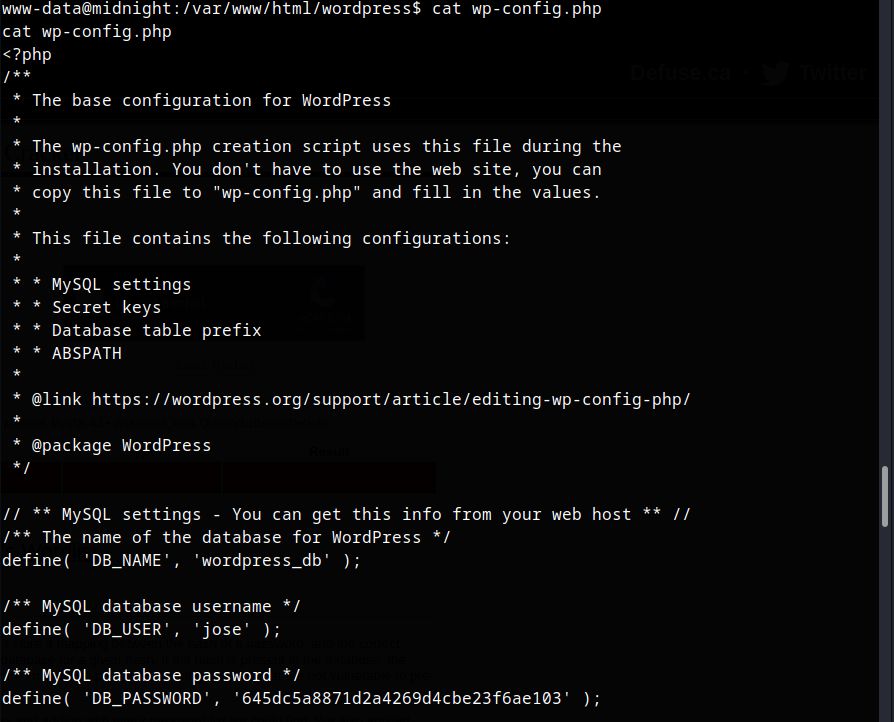 www-data@midnight:/var/www/html/wordpress$ cat wp-config.php
cat wp-config.php
<?php
/**
 * The base configuration for WordPress
 *
 * The wp-config.php creation script uses this file during the
 * installation. You don't have to use the web site, you can
 * copy this file to "wp-config.php" and fill in the values.
 *
 * This file contains the following configurations:
 *
 * * MySQL settings
 * * Secret keys
 * * Database table prefix
 * * ABSPATH
 *
 * @link https://wordpress.org/support/article/editing-wp-config-php/
 *
 * @package WordPress
 */

// ** MySQL settings - You can get this info from your web host ** //
/** The name of the database for WordPress */
define( 'DB_NAME', 'wordpress_db' );

/** MySQL database username */
define( 'DB_USER', 'jose' );

/** MySQL database password */
define( 'DB_PASSWORD', '645dc5a8871d2a4269d4cbe23f6ae103' );
Defuse.ca · Twitter
Result